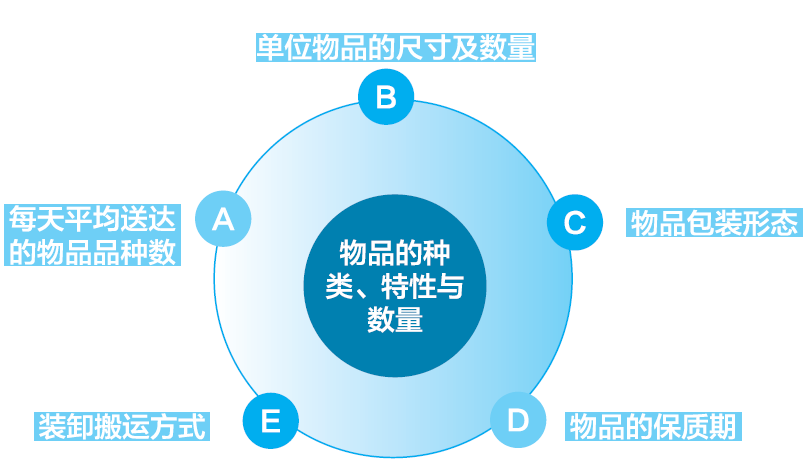 单位物品的尺寸及数量
B
每天平均送达
的物品品种数
A
C
物品包装形态
物品的种
类、特性与
数量
装卸搬运方式
E
D
物品的保质期